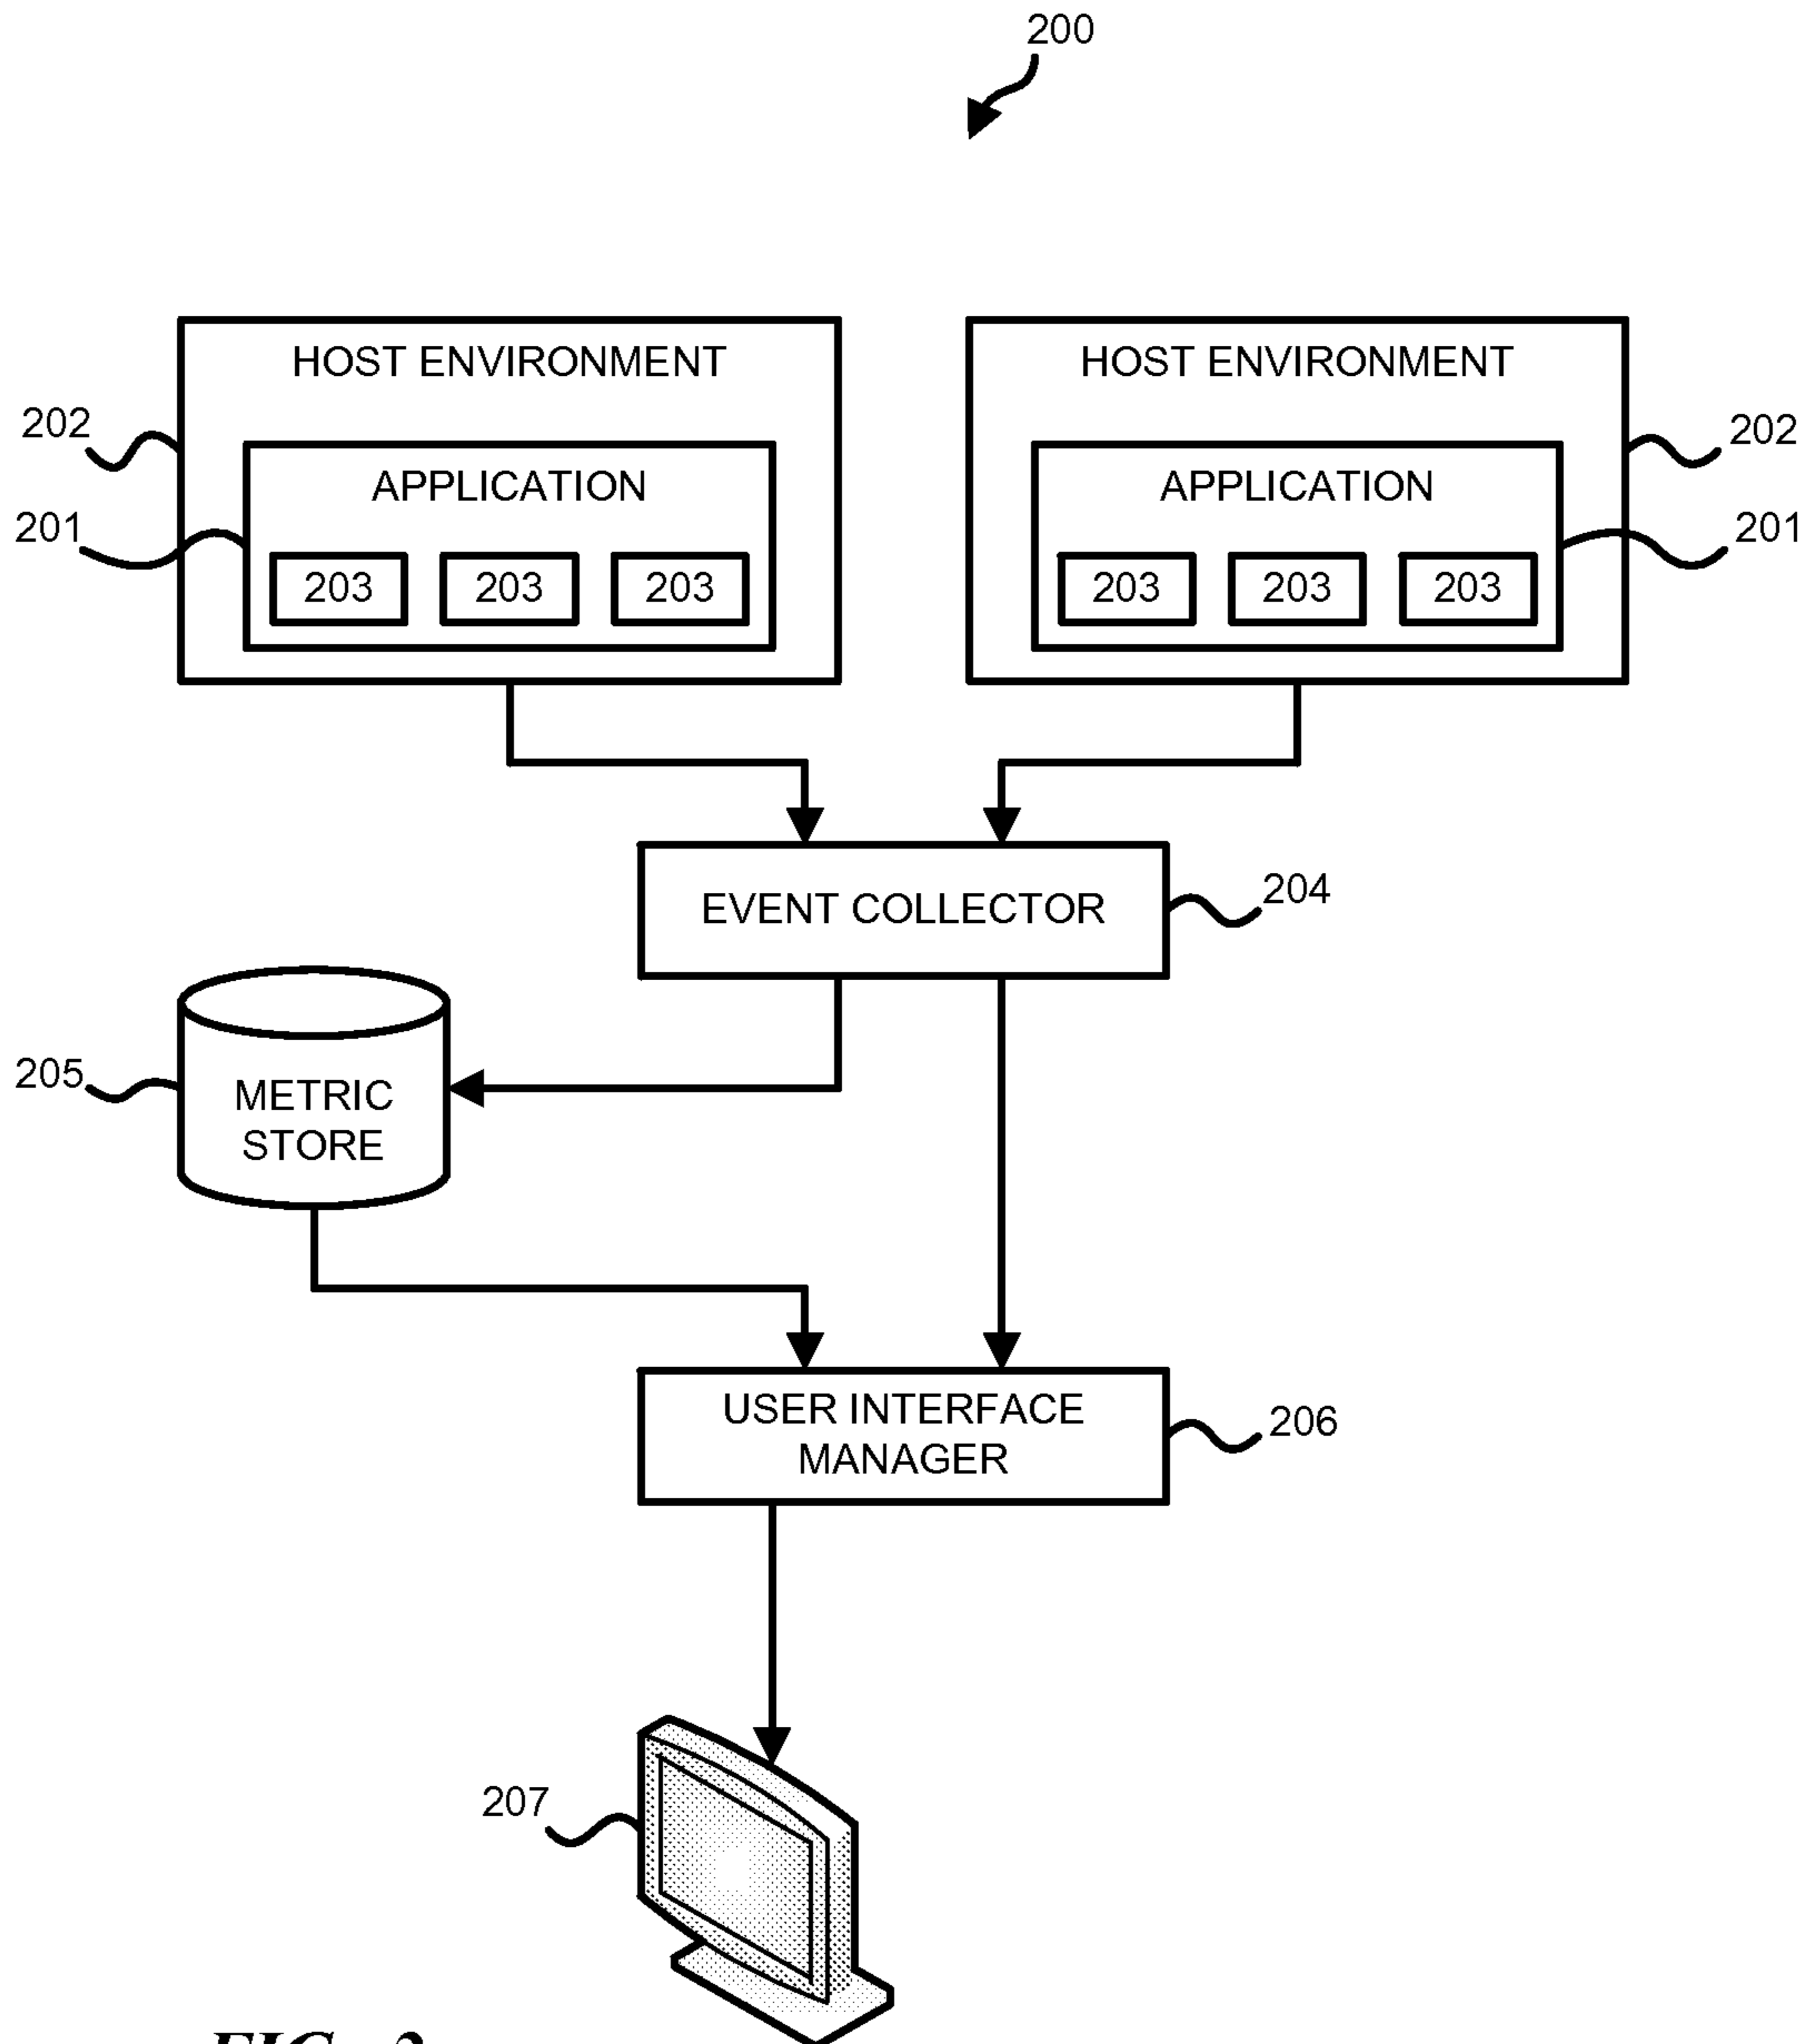 200
HOST ENVIRONMENT
HOST ENVIRONMENT
202
202
APPLICATION
APPLICATION
201
201
203 203 203
203 203 203
EVENT COLLECTOR
204
205
METRIC
STORE
USER INTERFACE
MANAGER
206
207